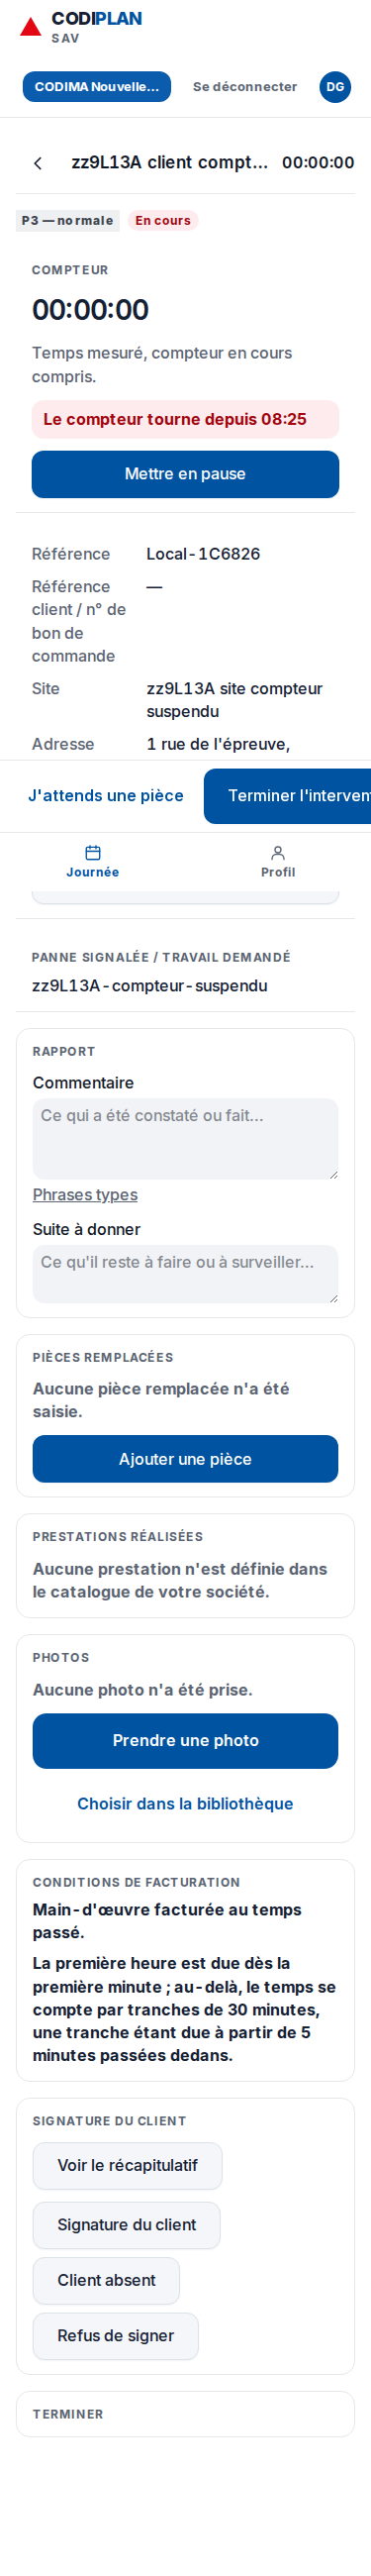 CODIPLAN
SAV
CODIMA Nouvelle...
Se déconnecter
DG
zz9L13A client compt...
00:00:00
P3 — normale
En cours
COMPTEUR
00:00:00
Temps mesuré, compteur en cours
compris.
Le compteur tourne depuis 08:25
Mettre en pause
Référence
Local-1C6826
Référence
client / n° de
bon de
commande
—
Site
zz9L13A site compteur
suspendu
Adresse
1 rue de l'épreuve,
J'attends une pièce
Terminer l'interven
Journée
Profil
PANNE SIGNALÉE / TRAVAIL DEMANDÉ
zz9L13A-compteur-suspendu
RAPPORT
Commentaire
Ce qui a été constaté ou fait...
Phrases types
Suite à donner
Ce qu'il reste à faire ou à surveiller...
PIÈCES REMPLACÉES
Aucune pièce remplacée n'a été
saisie.
Ajouter une pièce
PRESTATIONS RÉALISÉES
Aucune prestation n'est définie dans
le catalogue de votre société.
PHOTOS
Aucune photo n'a été prise.
Prendre une photo
Choisir dans la bibliothèque
CONDITIONS DE FACTURATION
Main-d'œuvre facturée au temps
passé.
La première heure est due dès la
première minute ; au-delà, le temps se
compte par tranches de 30 minutes,
une tranche étant due à partir de 5
minutes passées dedans.
SIGNATURE DU CLIENT
Voir le récapitulatif
Signature du client
Client absent
Refus de signer
TERMINER